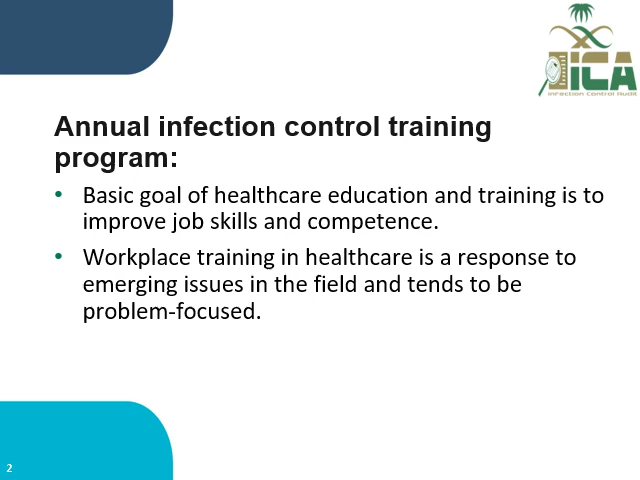 iCA
Infection Control Audit
Annual infection control training
program:
• Basic goal of healthcare education and training is to
improve job skills and competence.
• Workplace training in healthcare is a response to
emerging issues in the field and tends to be
problem-focused.
2